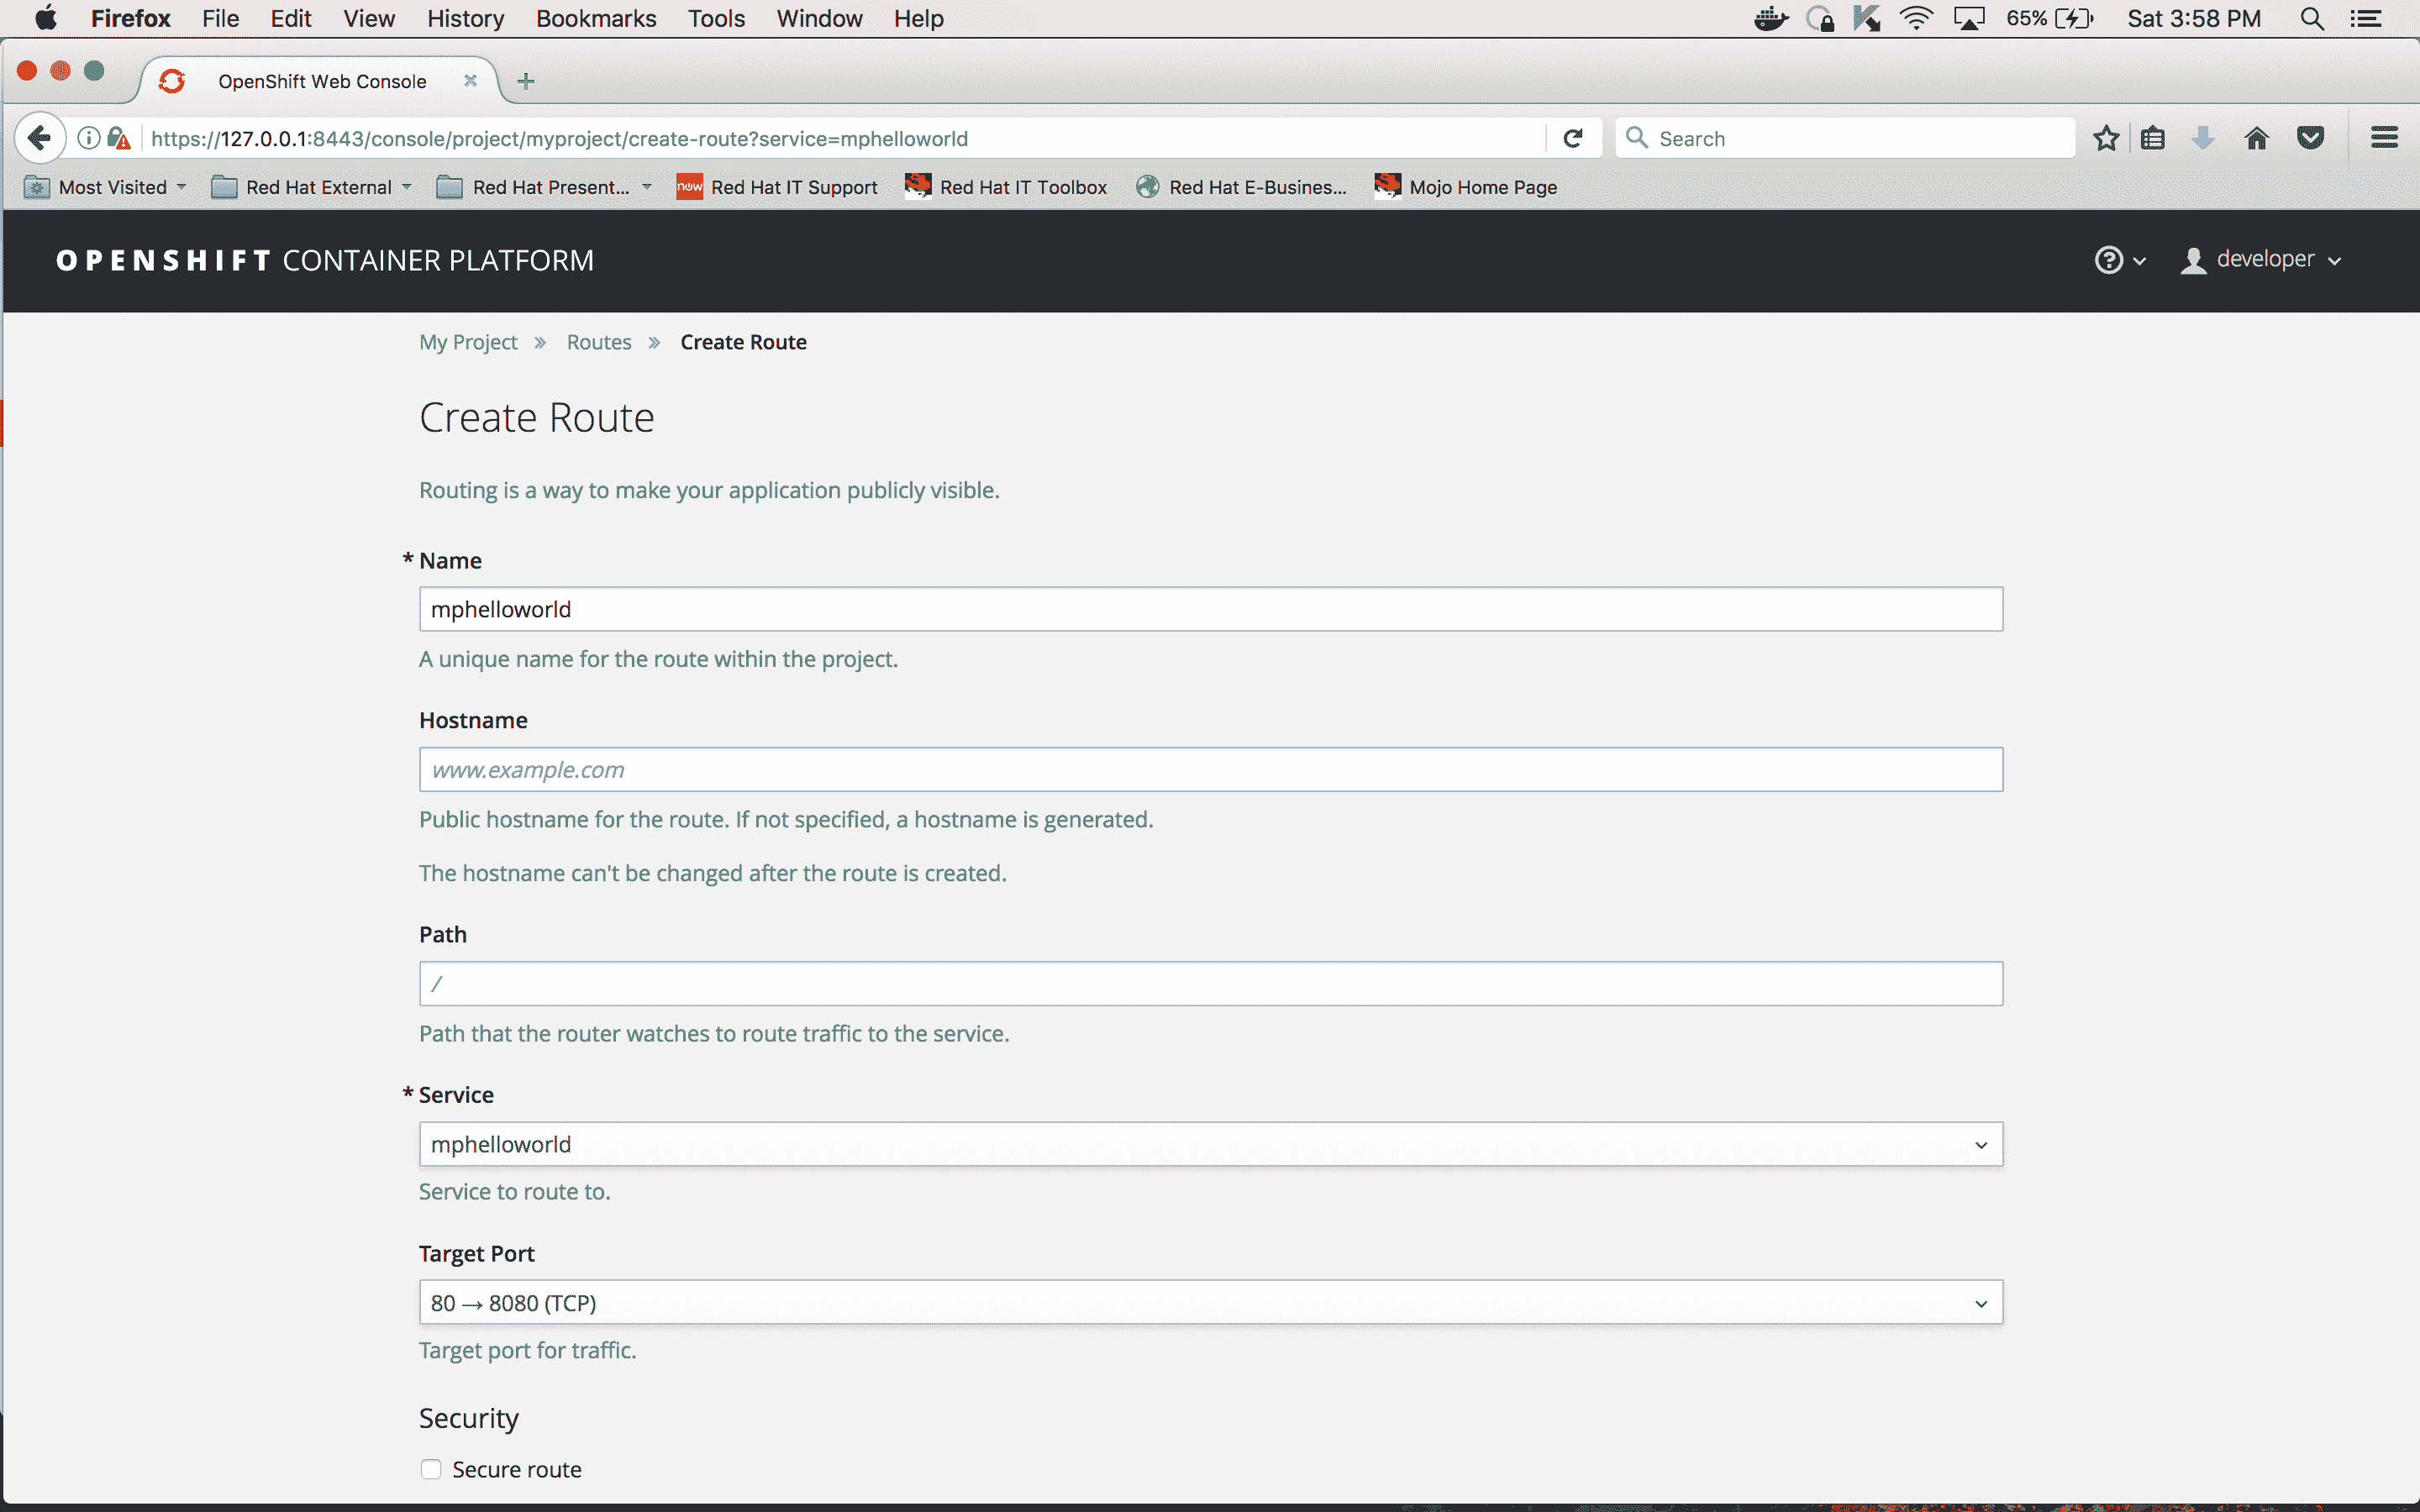 Firefox File Edit View History Bookmarks Tools Window Help 65% Sat 3:58 PM
OpenShift Web Console
https://127.0.0.1:8443/console/project/myproject/create-route?service=mphelloworld Search
Most Visited Red Hat External Red Hat Present... now Red Hat IT Support Red Hat IT Toolbox Red Hat E-Busines... Mojo Home Page
OPENSHIFT CONTAINER PLATFORM developer
My Project » Routes » Create Route
Create Route
Routing is a way to make your application publicly visible.
* Name
mphelloworld
A unique name for the route within the project.
Hostname
www.example.com
Public hostname for the route. If not specified, a hostname is generated.
The hostname can't be changed after the route is created.
Path
/
Path that the router watches to route traffic to the service.
* Service
mphelloworld
Service to route to.
Target Port
80 → 8080 (TCP)
Target port for traffic.
Security
Secure route